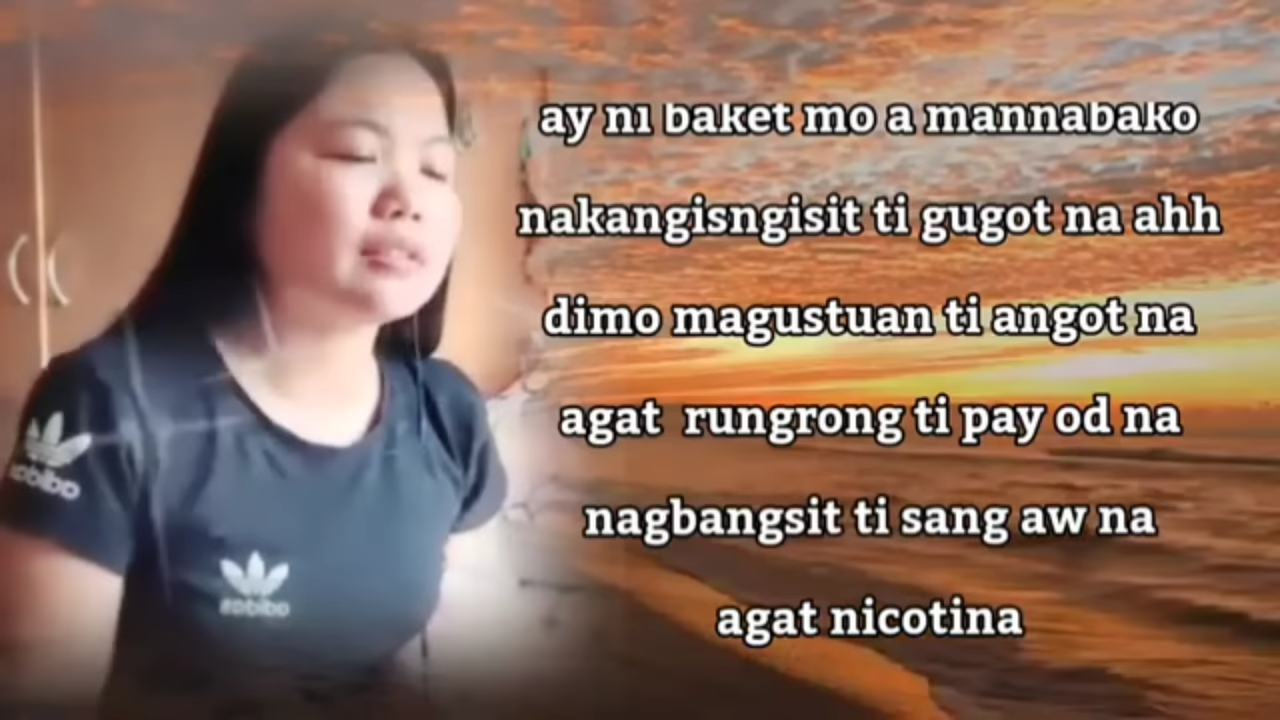 ay ni baket mo a mannabako
nakangisngisit ti gugot na ahh
dimo magustuan ti angot na
agat rungrong ti pay od na
nagbangsit ti sang aw na
agat nicotina